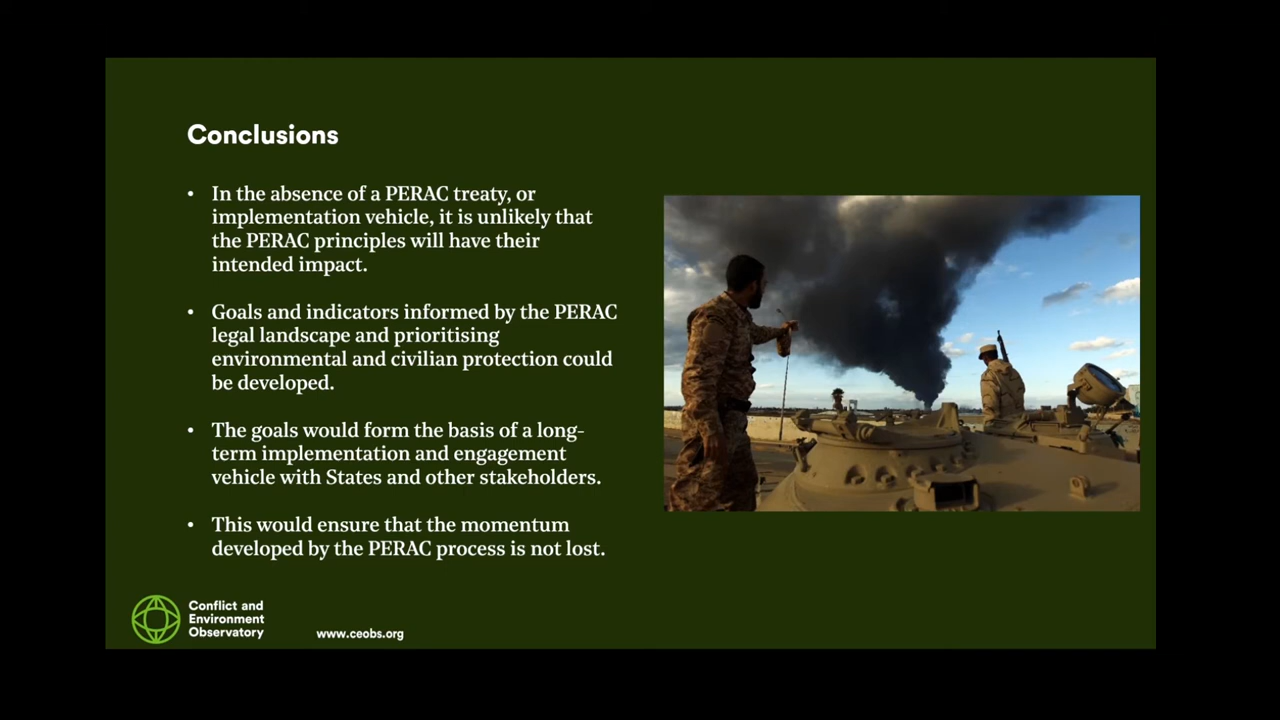 Conclusions
• In the absence of a PERAC treaty, or
implementation vehicle, it is unlikely that
the PERAC principles will have their
intended impact.
• Goals and indicators informed by the PERAC
legal landscape and prioritising
environmental and civilian protection could
be developed.
• The goals would form the basis of a long-
term implementation and engagement
vehicle with States and other stakeholders.
• This would ensure that the momentum
developed by the PERAC process is not lost.
Conflict and
Environment
Observatory
www.ceobs.org